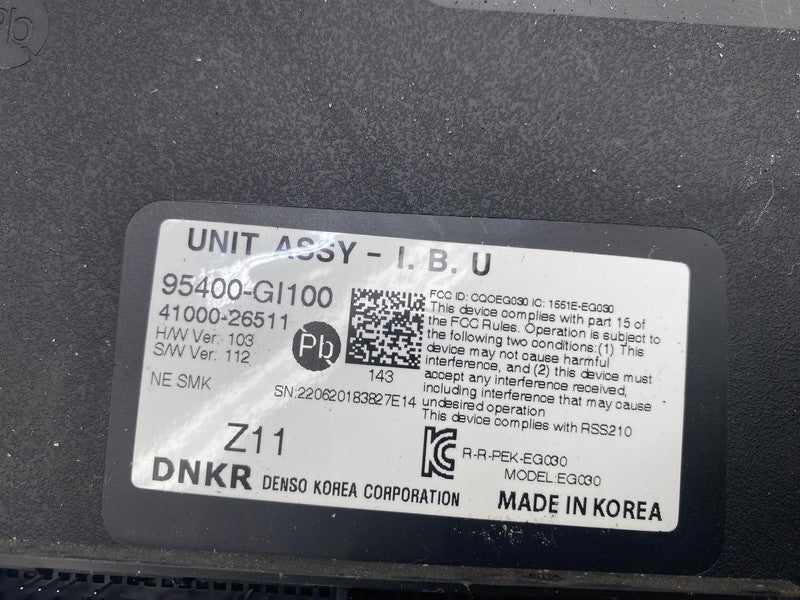 Pb
UNIT ASSY - I. B. U
95400-GI100
41000-26511
H/W Ver: 103
S/W Ver: 112
Pb
143
NE SMK
SN:220620183827E14
FCC ID: CQOEG030 IC: 1551E-EG030
This device complies with part 15 of
the FCC Rules. Operation is subject to
the following two conditions:(1) This
device may not cause harmful
interference, and (2) this device must
accept any interference received,
including interference that may cause
undesired operation
This device complies with RSS210
Z11
R-R-PEK-EG030
MODEL:EG030
DNKR DENSO KOREA CORPORATION
MADE IN KOREA